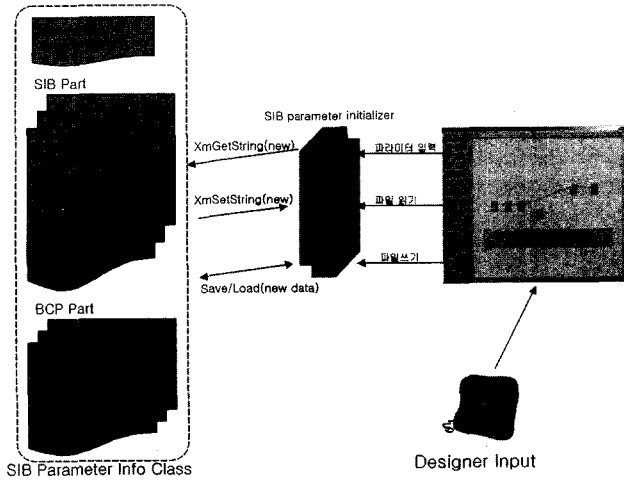 SIB Part
SIB parameter initializer
XmGetString(new)
파라미터 입력
XmSetString(new)
파일 읽기
파일쓰기
Save/Load(new data)
BCP Part
SIB Parameter Info Class
Designer Input